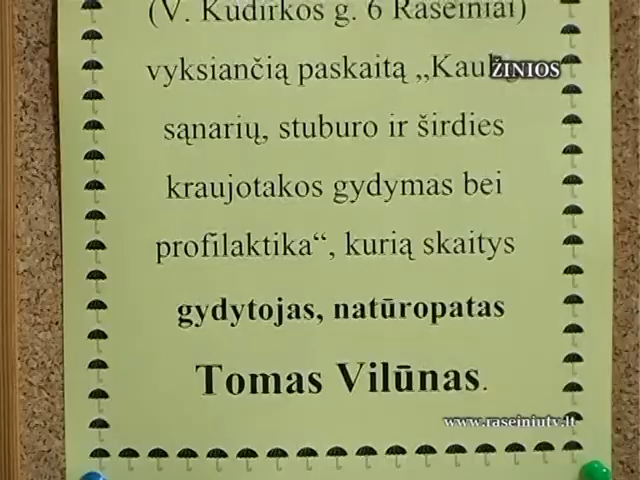 (V. Kudirkos g. 6 Raseiniai)
vyksiančią paskaitą „Kaulų,
ŽINIOS
sąnarių, stuburo ir širdies
kraujotakos gydymas bei
profilaktika“, kurią skaitys
gydytojas, natūropatas
Tomas Vilūnas.
www.raseiniutv.lt